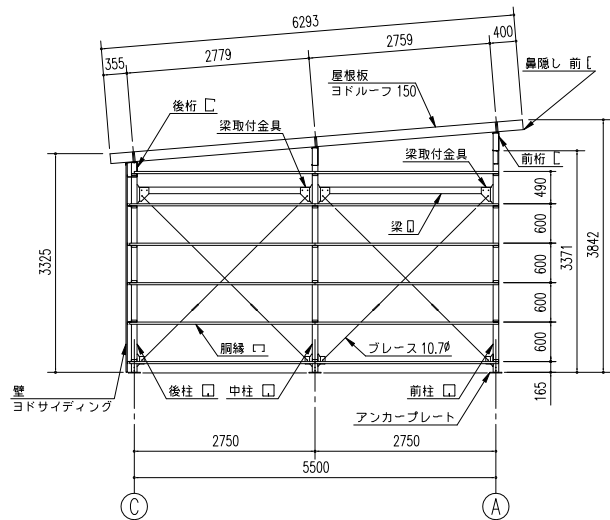 6293
355
2779
2759
400
屋根板
ヨドルーフ 150
鼻隠し 前
後桁
梁取付金具
梁取付金具
前桁
梁
3325
490
600
600
600
600
165
3371
3842
胴縁
ブレース 10.7φ
壁
ヨドサイディング
後柱
中柱
前柱
アンカープレート
2750
2750
5500
C
A